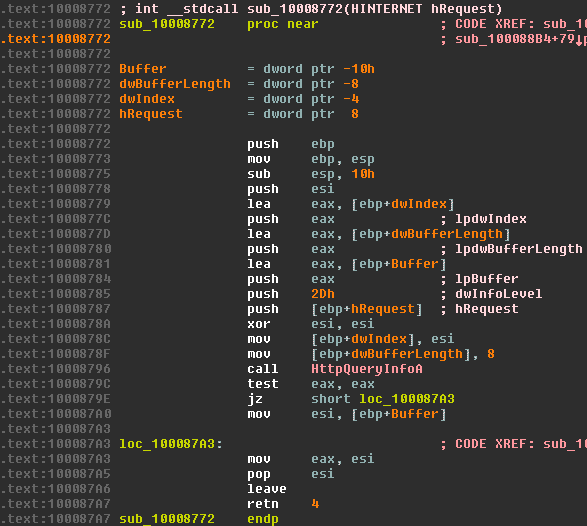 .text:10008772 ; int __stdcall sub_10008772(HINTERNET hRequest)
.text:10008772 sub_10008772    proc near               ; CODE XREF: sub_10
.text:10008772                                         ; sub_100088B4+79↓p
.text:10008772
.text:10008772 Buffer          = dword ptr -10h
.text:10008772 dwBufferLength  = dword ptr -8
.text:10008772 dwIndex         = dword ptr -4
.text:10008772 hRequest        = dword ptr  8
.text:10008772
.text:10008772                 push    ebp
.text:10008773                 mov     ebp, esp
.text:10008775                 sub     esp, 10h
.text:10008778                 push    esi
.text:10008779                 lea     eax, [ebp+dwIndex]
.text:1000877C                 push    eax             ; lpdwIndex
.text:1000877D                 lea     eax, [ebp+dwBufferLength]
.text:10008780                 push    eax             ; lpdwBufferLength
.text:10008781                 lea     eax, [ebp+Buffer]
.text:10008784                 push    eax             ; lpBuffer
.text:10008785                 push    2Dh             ; dwInfoLevel
.text:10008787                 push    [ebp+hRequest]  ; hRequest
.text:1000878A                 xor     esi, esi
.text:1000878C                 mov     [ebp+dwIndex], esi
.text:1000878F                 mov     [ebp+dwBufferLength], 8
.text:10008796                 call    HttpQueryInfoA
.text:1000879C                 test    eax, eax
.text:1000879E                 jz      short loc_100087A3
.text:100087A0                 mov     esi, [ebp+Buffer]
.text:100087A3
.text:100087A3 loc_100087A3:                           ; CODE XREF: sub_10
.text:100087A3                 mov     eax, esi
.text:100087A5                 pop     esi
.text:100087A6                 leave
.text:100087A7                 retn    4
.text:100087A7 sub_10008772    endp